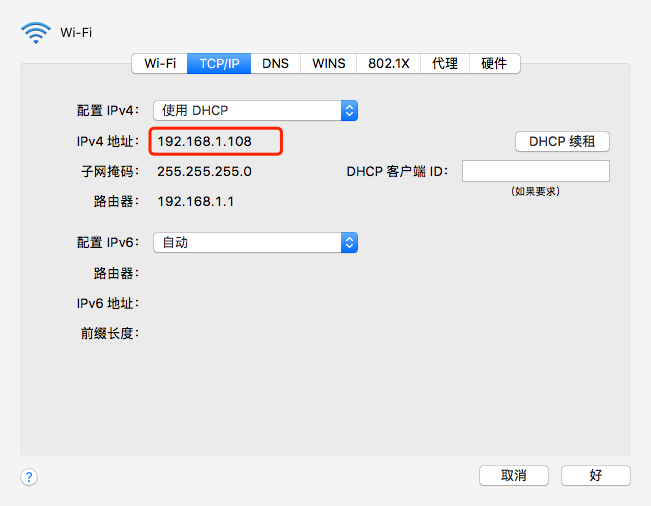 Wi-Fi
Wi-Fi TCP/IP DNS WINS 802.1X 代理 硬件
配置 IPv4： 使用 DHCP
IPv4 地址： 192.168.1.108 DHCP 续租
子网掩码： 255.255.255.0 DHCP 客户端 ID：
(如果要求)
路由器： 192.168.1.1
配置 IPv6： 自动
路由器：
IPv6 地址：
前缀长度：
? 取消 好